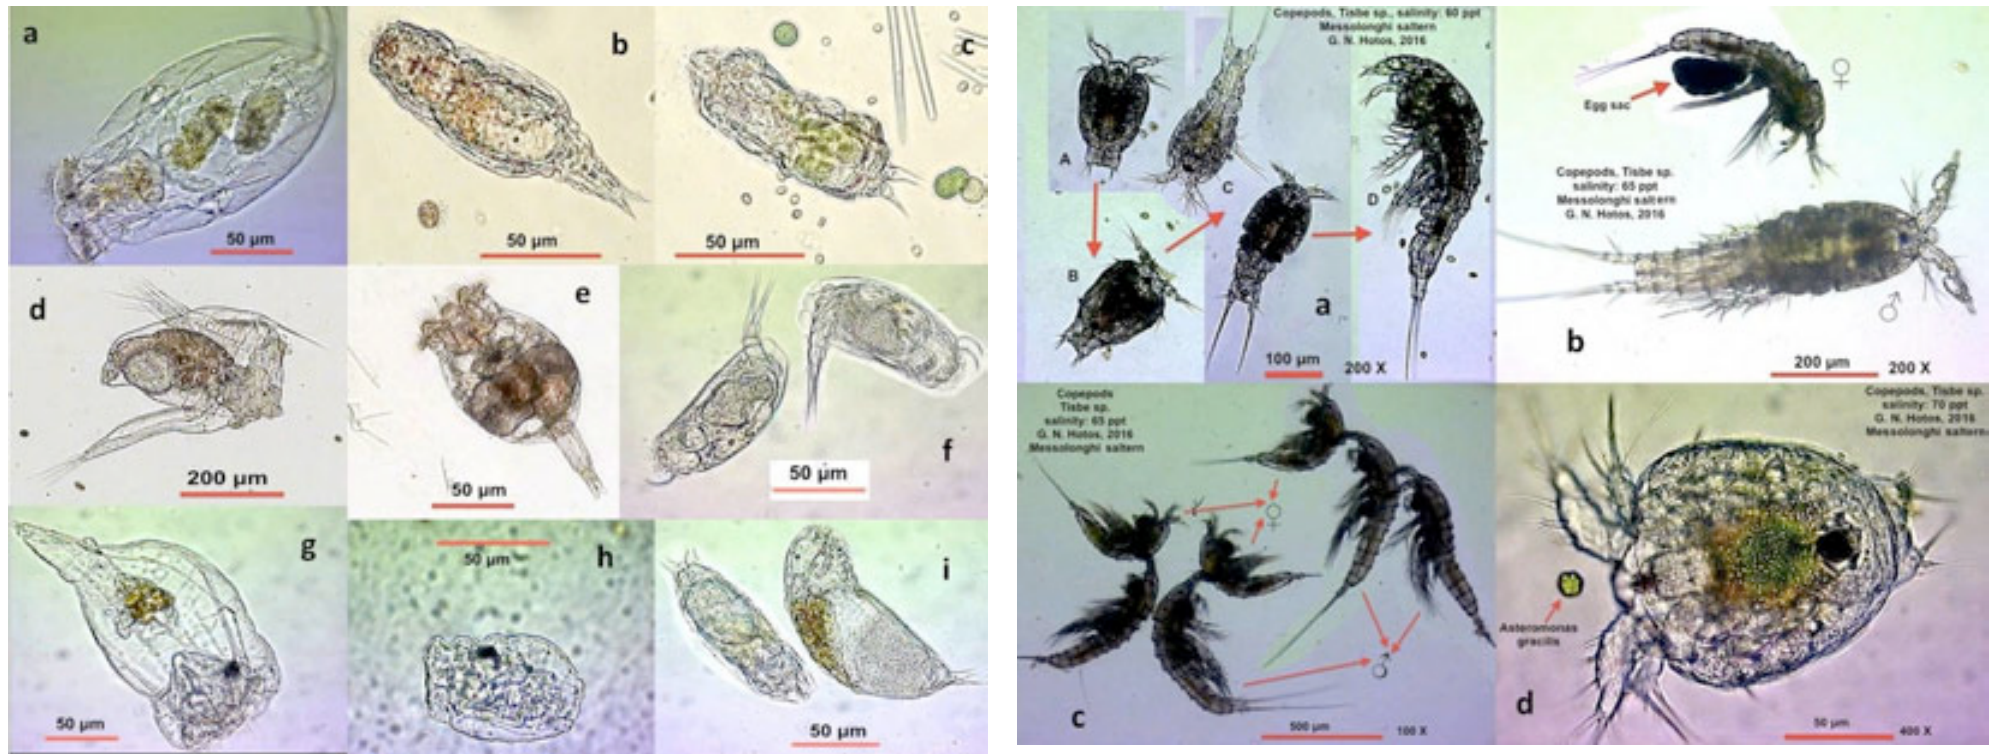 a
b
c
50 µm
50 µm
50 µm
d
e
f
200 µm
50 µm
50 µm
g
h
i
50 µm
50 µm
50 µm
Copepods, Tisbe sp., salinity: 60 ppt
Messolonghi saltern
G. N. Hotos, 2016
A
B
C
D
a
100 µm
200 X
♀
Egg sac
Copepods, Tisbe sp.
salinity: 65 ppt
Messolonghi saltern
G. N. Hotos, 2016
♂
b
200 µm
200 X
Copepods
Tisbe sp.
salinity: 65 ppt
G. N. Hotos, 2016
Messolonghi saltern
♀
♂
c
500 µm
100 X
Copepods, Tisbe sp.
salinity: 70 ppt
G. N. Hotos, 2016
Messolonghi saltern
Asteromonas
gracilis
d
50 µm
400 X